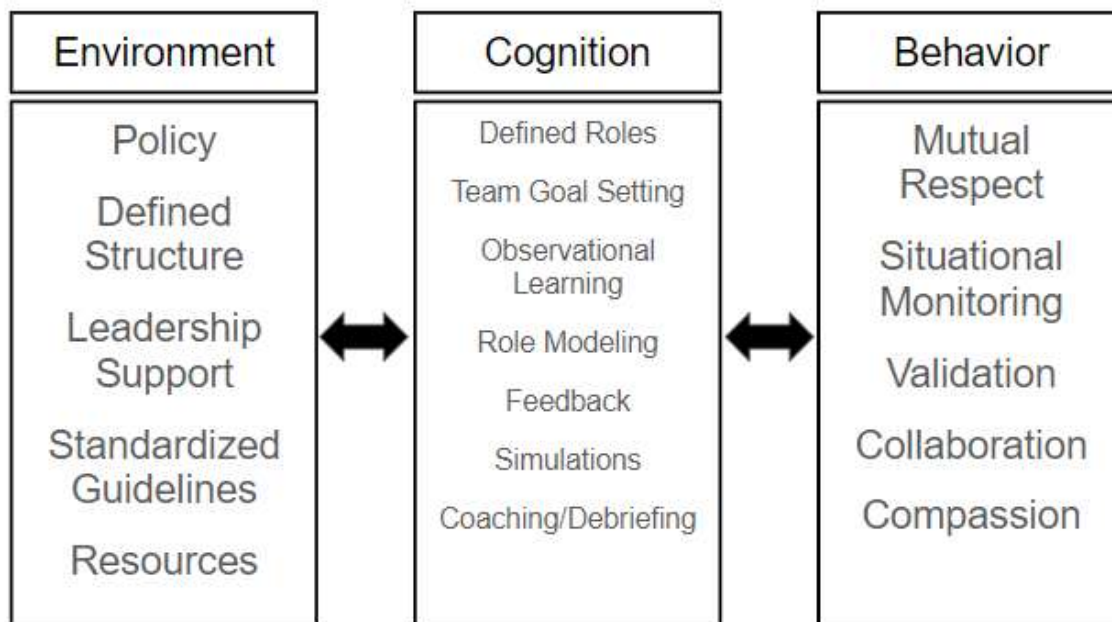 Environment
Policy
Defined
Structure
Leadership
Support
Standardized
Guidelines
Resources
Cognition
Defined Roles
Team Goal Setting
Observational
Learning
Role Modeling
Feedback
Simulations
Coaching/Debriefing
Behavior
Mutual
Respect
Situational
Monitoring
Validation
Collaboration
Compassion